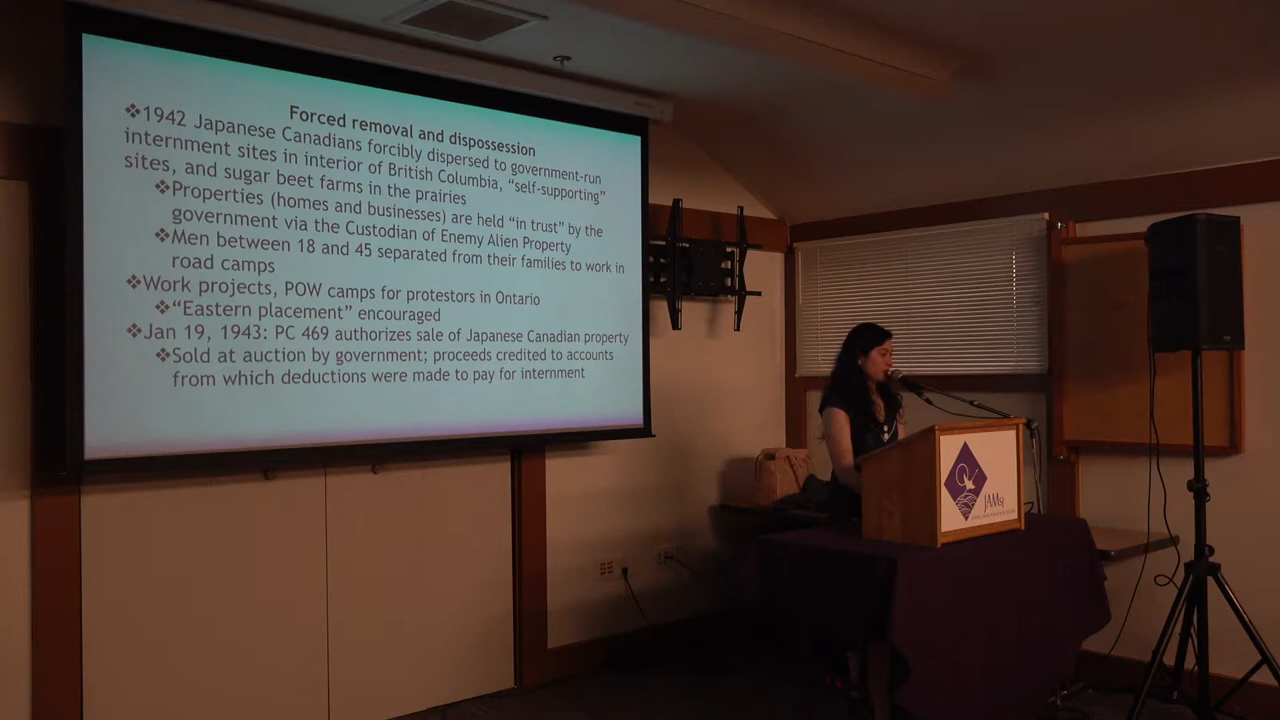 Forced removal and dispossession
❖1942 Japanese Canadians forcibly dispersed to government-run
internment sites in interior of British Columbia, “self-supporting”
sites, and sugar beet farms in the prairies
❖Properties (homes and businesses) are held “in trust” by the
government via the Custodian of Enemy Alien Property
❖Men between 18 and 45 separated from their families to work in
road camps
❖Work projects, POW camps for protestors in Ontario
❖“Eastern placement” encouraged
❖Jan 19, 1943: PC 469 authorizes sale of Japanese Canadian property
❖Sold at auction by government; proceeds credited to accounts
from which deductions were made to pay for internment
JAMsj